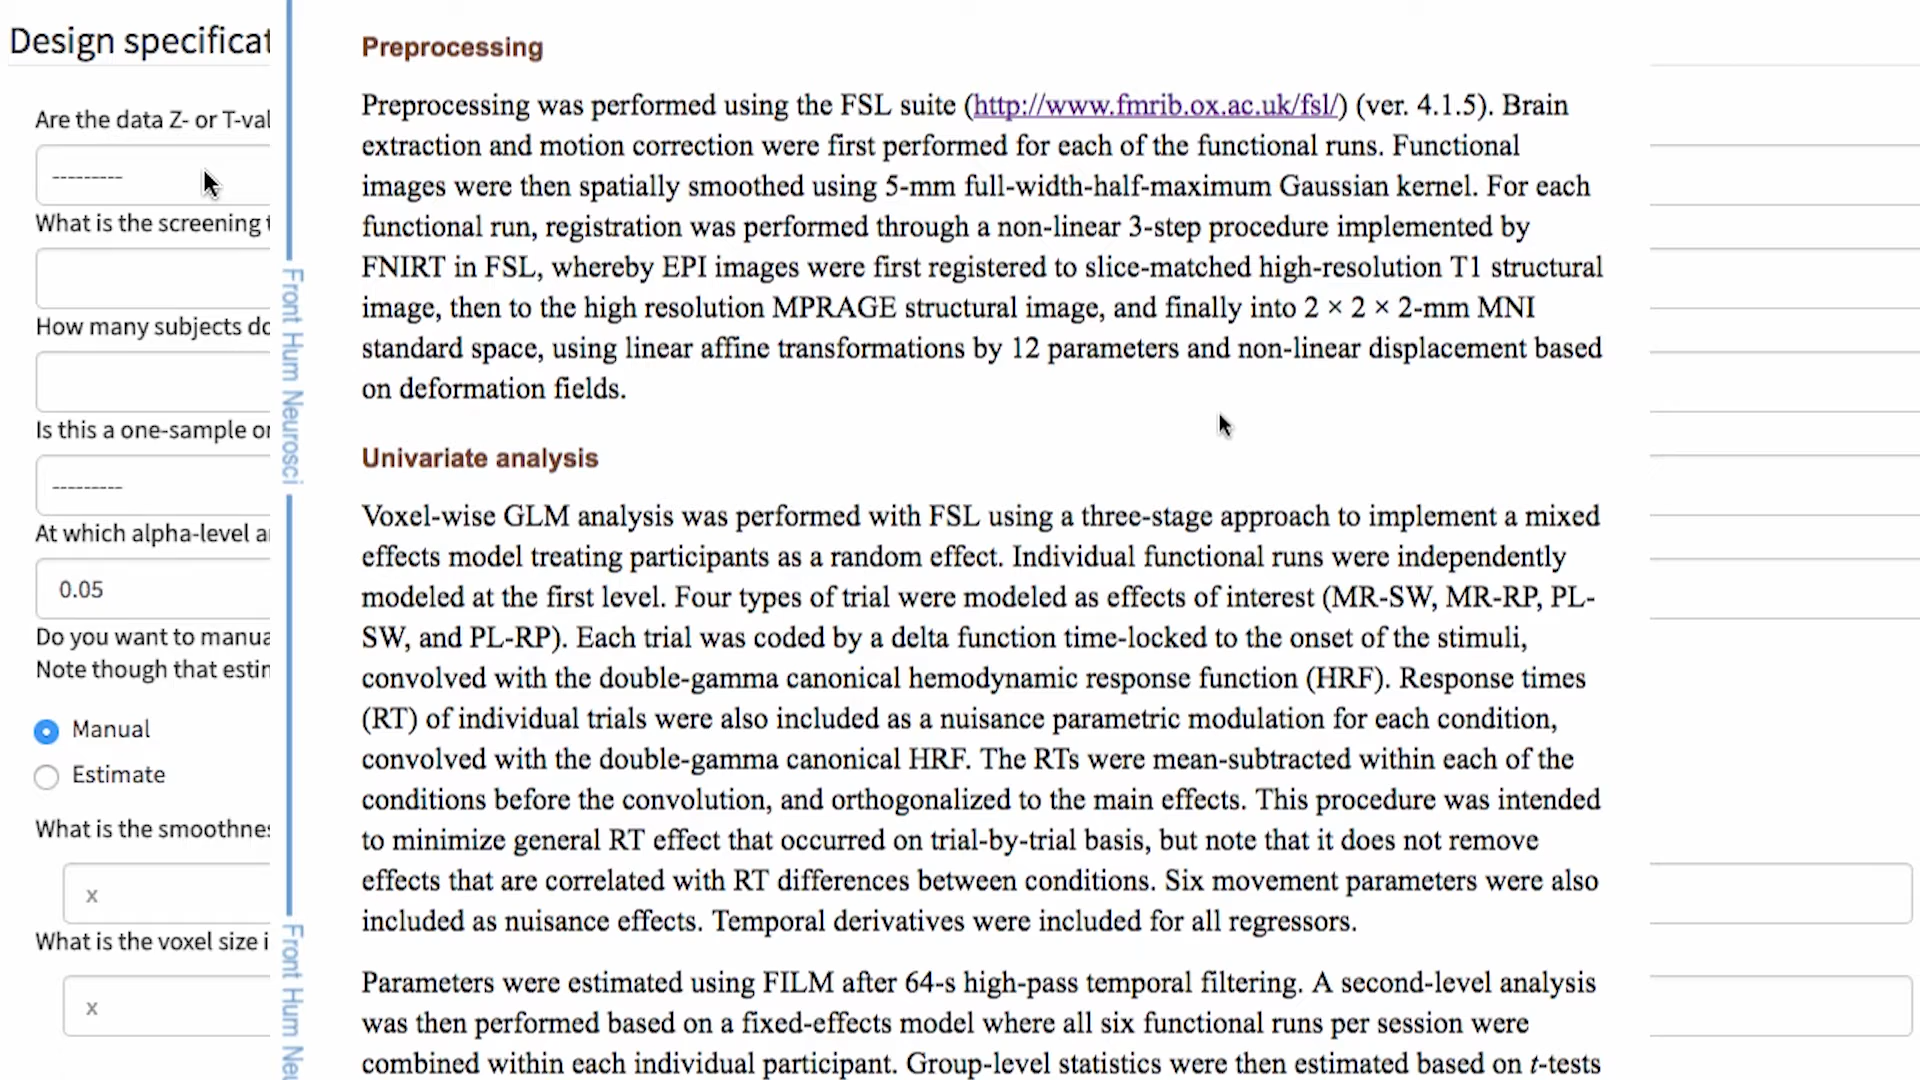 Design specificat
Are the data Z- or T-val
---------
What is the screening t
How many subjects do
Is this a one-sample or
---------
At which alpha-level a
0.05
Do you want to manua
Note though that estin
Manual
Estimate
What is the smoothnes
x
What is the voxel size i
x
Front Hum Neurosci
Front Hum Neu
Preprocessing
Preprocessing was performed using the FSL suite (http://www.fmrib.ox.ac.uk/fsl/) (ver. 4.1.5). Brain
extraction and motion correction were first performed for each of the functional runs. Functional
images were then spatially smoothed using 5-mm full-width-half-maximum Gaussian kernel. For each
functional run, registration was performed through a non-linear 3-step procedure implemented by
FNIRT in FSL, whereby EPI images were first registered to slice-matched high-resolution T1 structural
image, then to the high resolution MPRAGE structural image, and finally into 2 × 2 × 2-mm MNI
standard space, using linear affine transformations by 12 parameters and non-linear displacement based
on deformation fields.
Univariate analysis
Voxel-wise GLM analysis was performed with FSL using a three-stage approach to implement a mixed
effects model treating participants as a random effect. Individual functional runs were independently
modeled at the first level. Four types of trial were modeled as effects of interest (MR-SW, MR-RP, PL-
SW, and PL-RP). Each trial was coded by a delta function time-locked to the onset of the stimuli,
convolved with the double-gamma canonical hemodynamic response function (HRF). Response times
(RT) of individual trials were also included as a nuisance parametric modulation for each condition,
convolved with the double-gamma canonical HRF. The RTs were mean-subtracted within each of the
conditions before the convolution, and orthogonalized to the main effects. This procedure was intended
to minimize general RT effect that occurred on trial-by-trial basis, but note that it does not remove
effects that are correlated with RT differences between conditions. Six movement parameters were also
included as nuisance effects. Temporal derivatives were included for all regressors.
Parameters were estimated using FILM after 64-s high-pass temporal filtering. A second-level analysis
was then performed based on a fixed-effects model where all six functional runs per session were
combined within each individual participant. Group-level statistics were then estimated based on t-tests